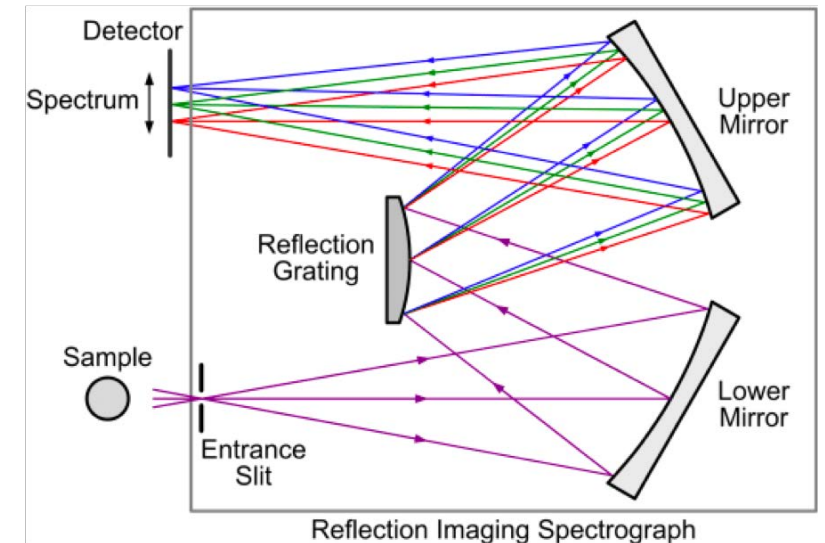 Detector
Spectrum
Upper
Mirror
Reflection
Grating
Sample
Lower
Mirror
Entrance
Slit
Reflection Imaging Spectrograph